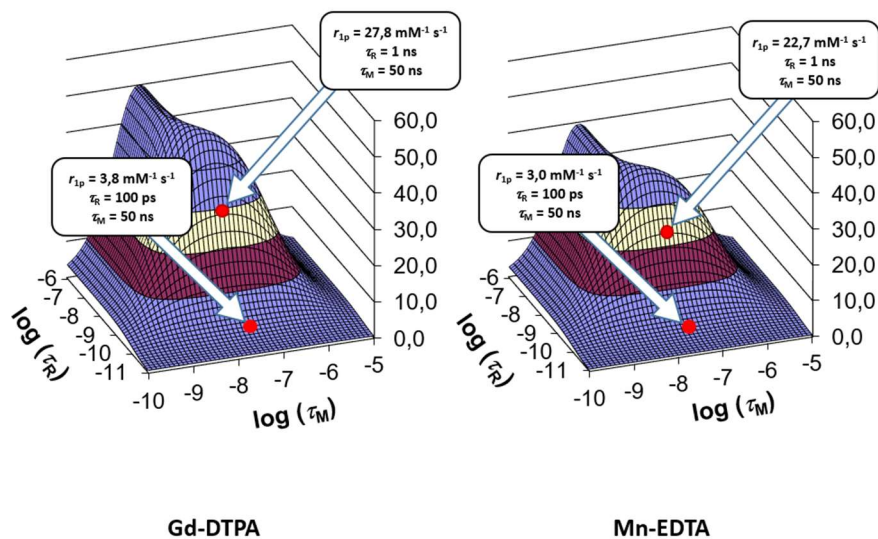 r1p = 27,8 mM⁻¹ s⁻¹
τR = 1 ns
τM = 50 ns
r1p = 3,8 mM⁻¹ s⁻¹
τR = 100 ps
τM = 50 ns
60,0
50,0
40,0
30,0
20,0
10,0
0,0
-6
-7
-8
-9
-10
-11
log (τR)
-10
-9
-8
-7
-6
-5
log (τM)
Gd-DTPA
r1p = 22,7 mM⁻¹ s⁻¹
τR = 1 ns
τM = 50 ns
r1p = 3,0 mM⁻¹ s⁻¹
τR = 100 ps
τM = 50 ns
60,0
50,0
40,0
30,0
20,0
10,0
0,0
-6
-7
-8
-9
-10
-11
log (τR)
-10
-9
-8
-7
-6
-5
log (τM)
Mn-EDTA